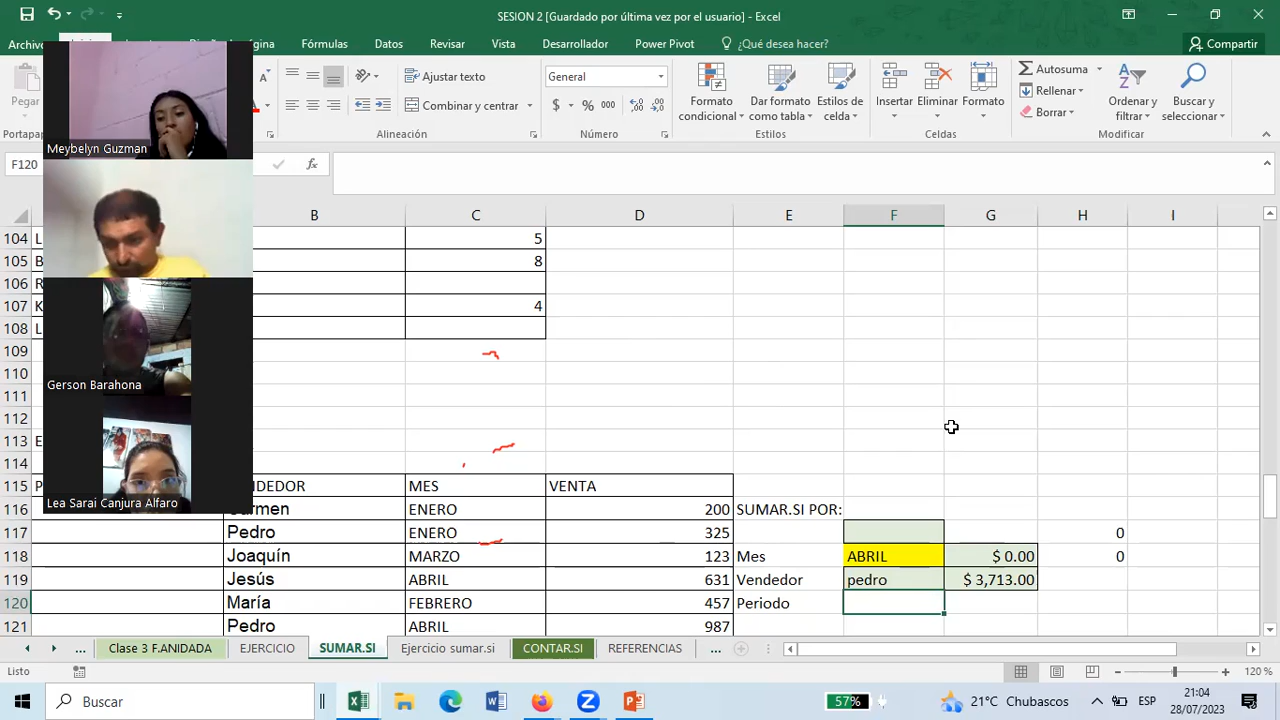 SESION 2 [Guardado por última vez por el usuario] - Excel
Archivo
Fórmulas Datos Revisar Vista Desarrollador Power Pivot ¿Qué desea hacer? Compartir
Pegar
Ajustar texto
Combinar y centrar
General
$ % 000
Formato condicional
Dar formato como tabla
Estilos de celda
Insertar Eliminar Formato
Autosuma
Rellenar
Borrar
Ordenar y filtrar
Buscar y seleccionar
Alineación Número Estilos Celdas Modificar
Meybelyn Guzman
Gerson Barahona
Lea Sarai Canjura Alfaro
F120 fx
B C D E F G H I
104 L 5
105 B 8
106 R
107 K 4
108 L
109
110
111
112
113 E
114
115 P MES VENTA
116 Carmen ENERO 200 SUMAR.SI POR:
117 Pedro ENERO 325 0
118 Joaquín MARZO 123 Mes ABRIL $ 0.00 0
119 Jesús ABRIL 631 Vendedor pedro $ 3,713.00
120 María FEBRERO 457 Periodo
121 Pedro ABRIL 987
... Clase 3 F.ANIDADA EJERCICIO SUMAR.SI Ejercicio sumar.si CONTAR.SI REFERENCIAS ...
Listo 120 %
Buscar 57% 21°C Chubascos ESP 21:04
28/07/2023